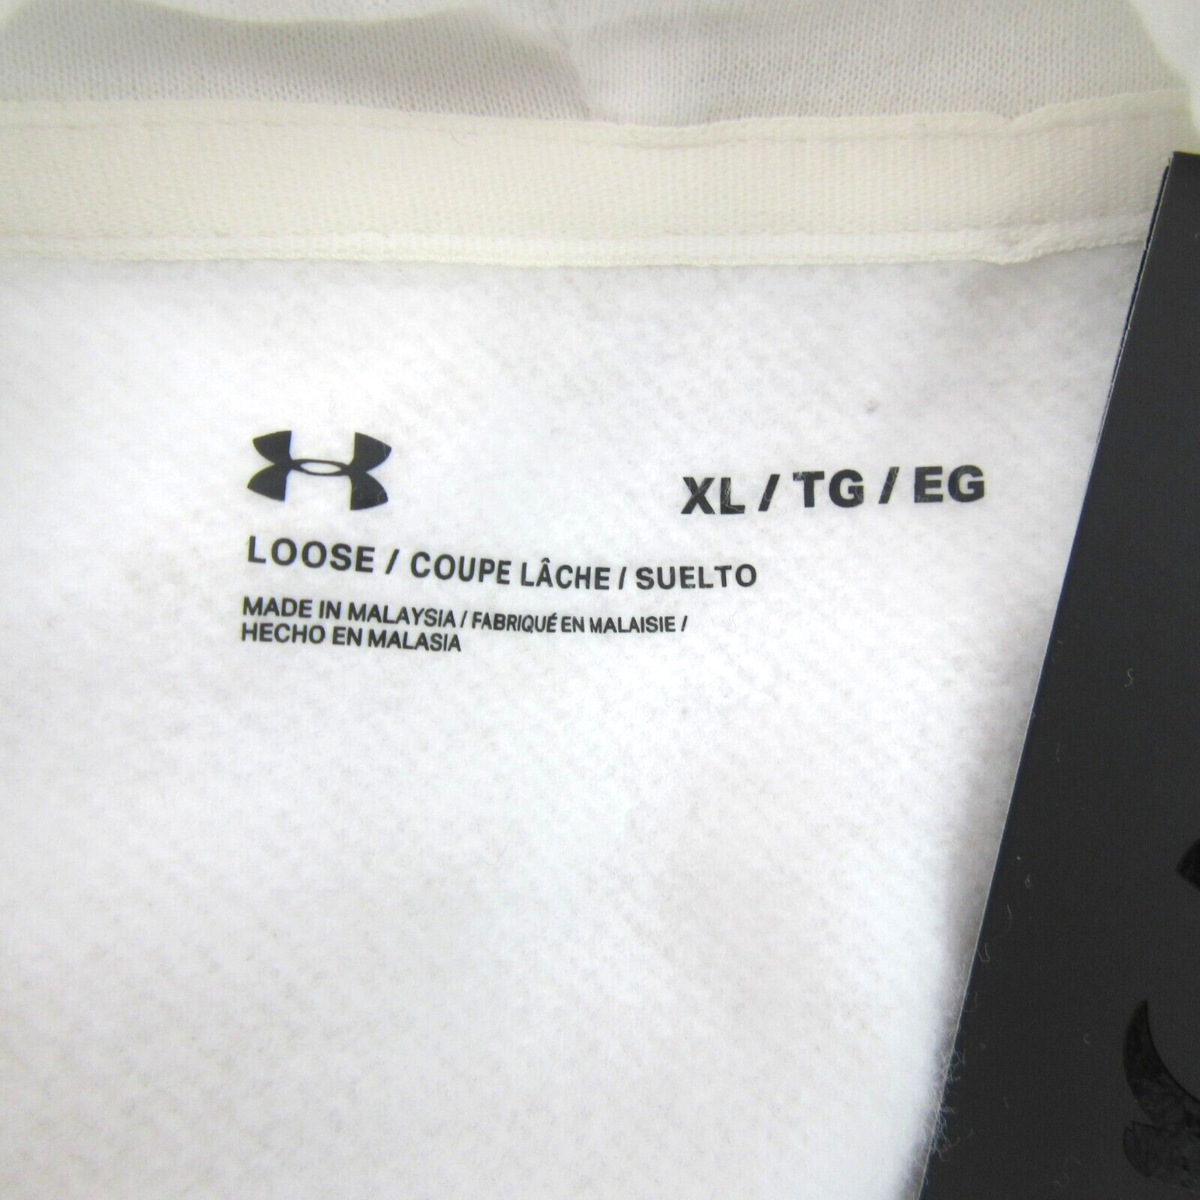 XL / TG / EG
LOOSE / COUPE LÂCHE / SUELTO
MADE IN MALAYSIA / FABRIQUÉ EN MALAISIE /
HECHO EN MALASIA